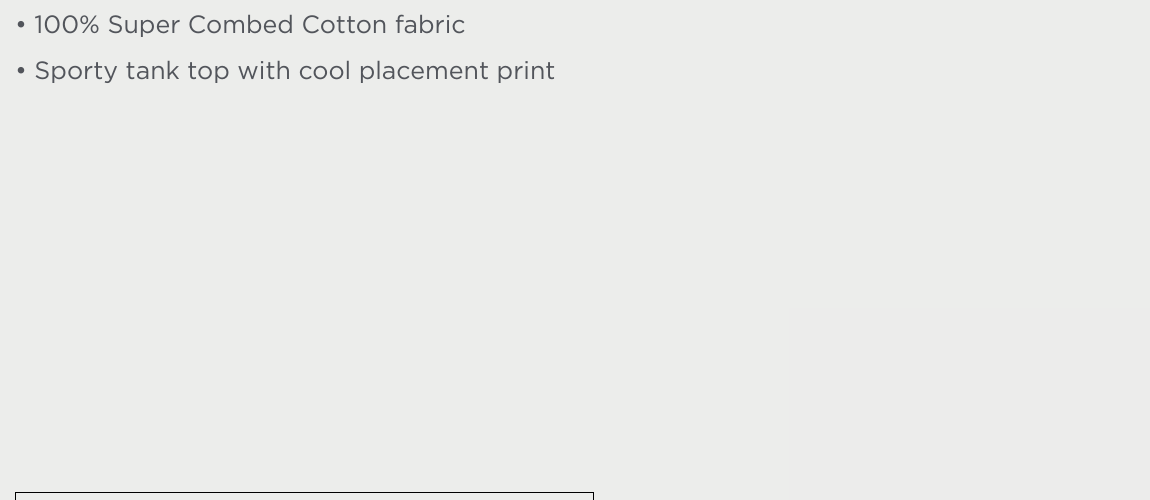 • 100% Super Combed Cotton fabric
• Sporty tank top with cool placement print